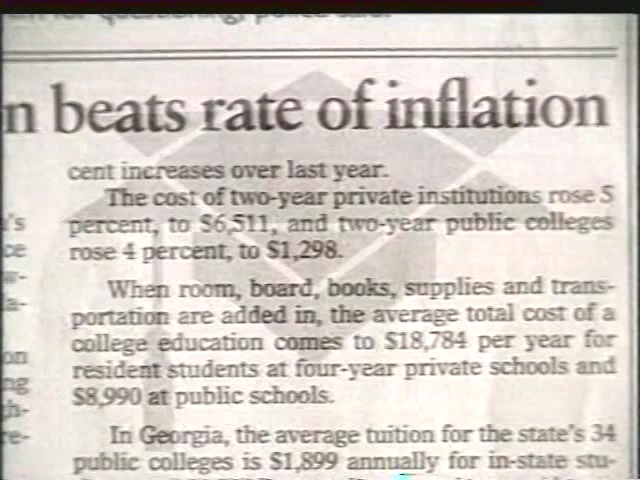 n beats rate of inflation
cent increases over last year.
The cost of two-year private institutions rose 5
percent, to $6,511, and two-year public colleges
rose 4 percent, to $1,298.
When room, board, books, supplies and trans-
portation are added in, the average total cost of a
college education comes to $18,784 per year for
resident students at four-year private schools and
$8,990 at public schools.
In Georgia, the average tuition for the state's 34
public colleges is $1,899 annually for in-state stu-
's
ce
w-
a-
on
ng
h-
re-